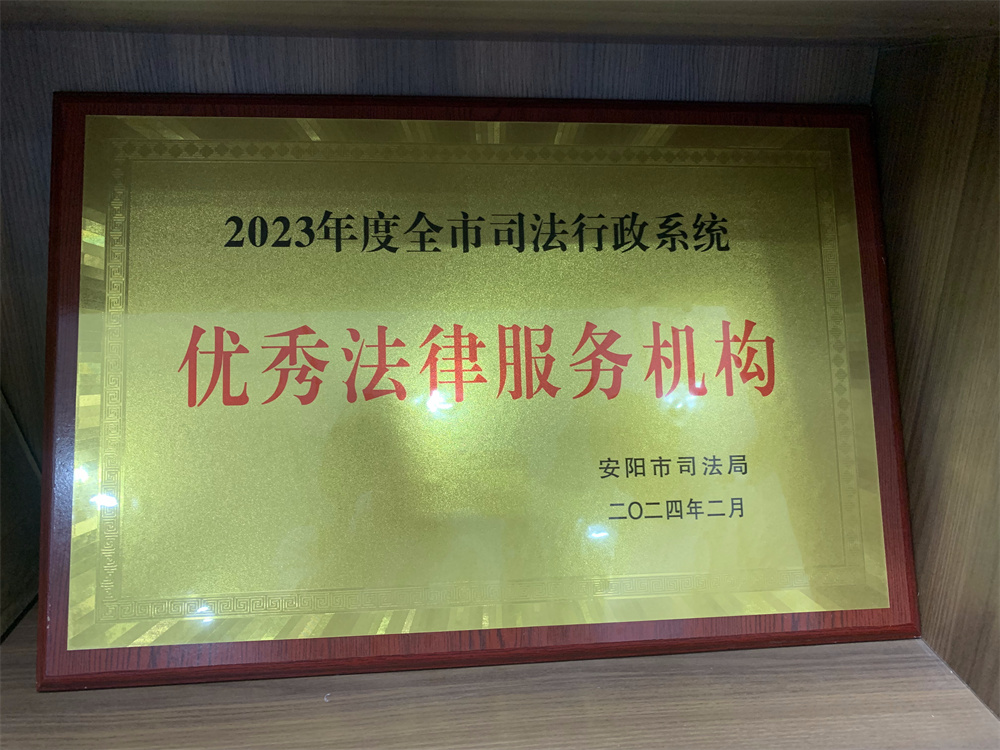 2023年度全市司法行政系统
优秀法律服务机构
安阳市司法局
二〇二四年二月